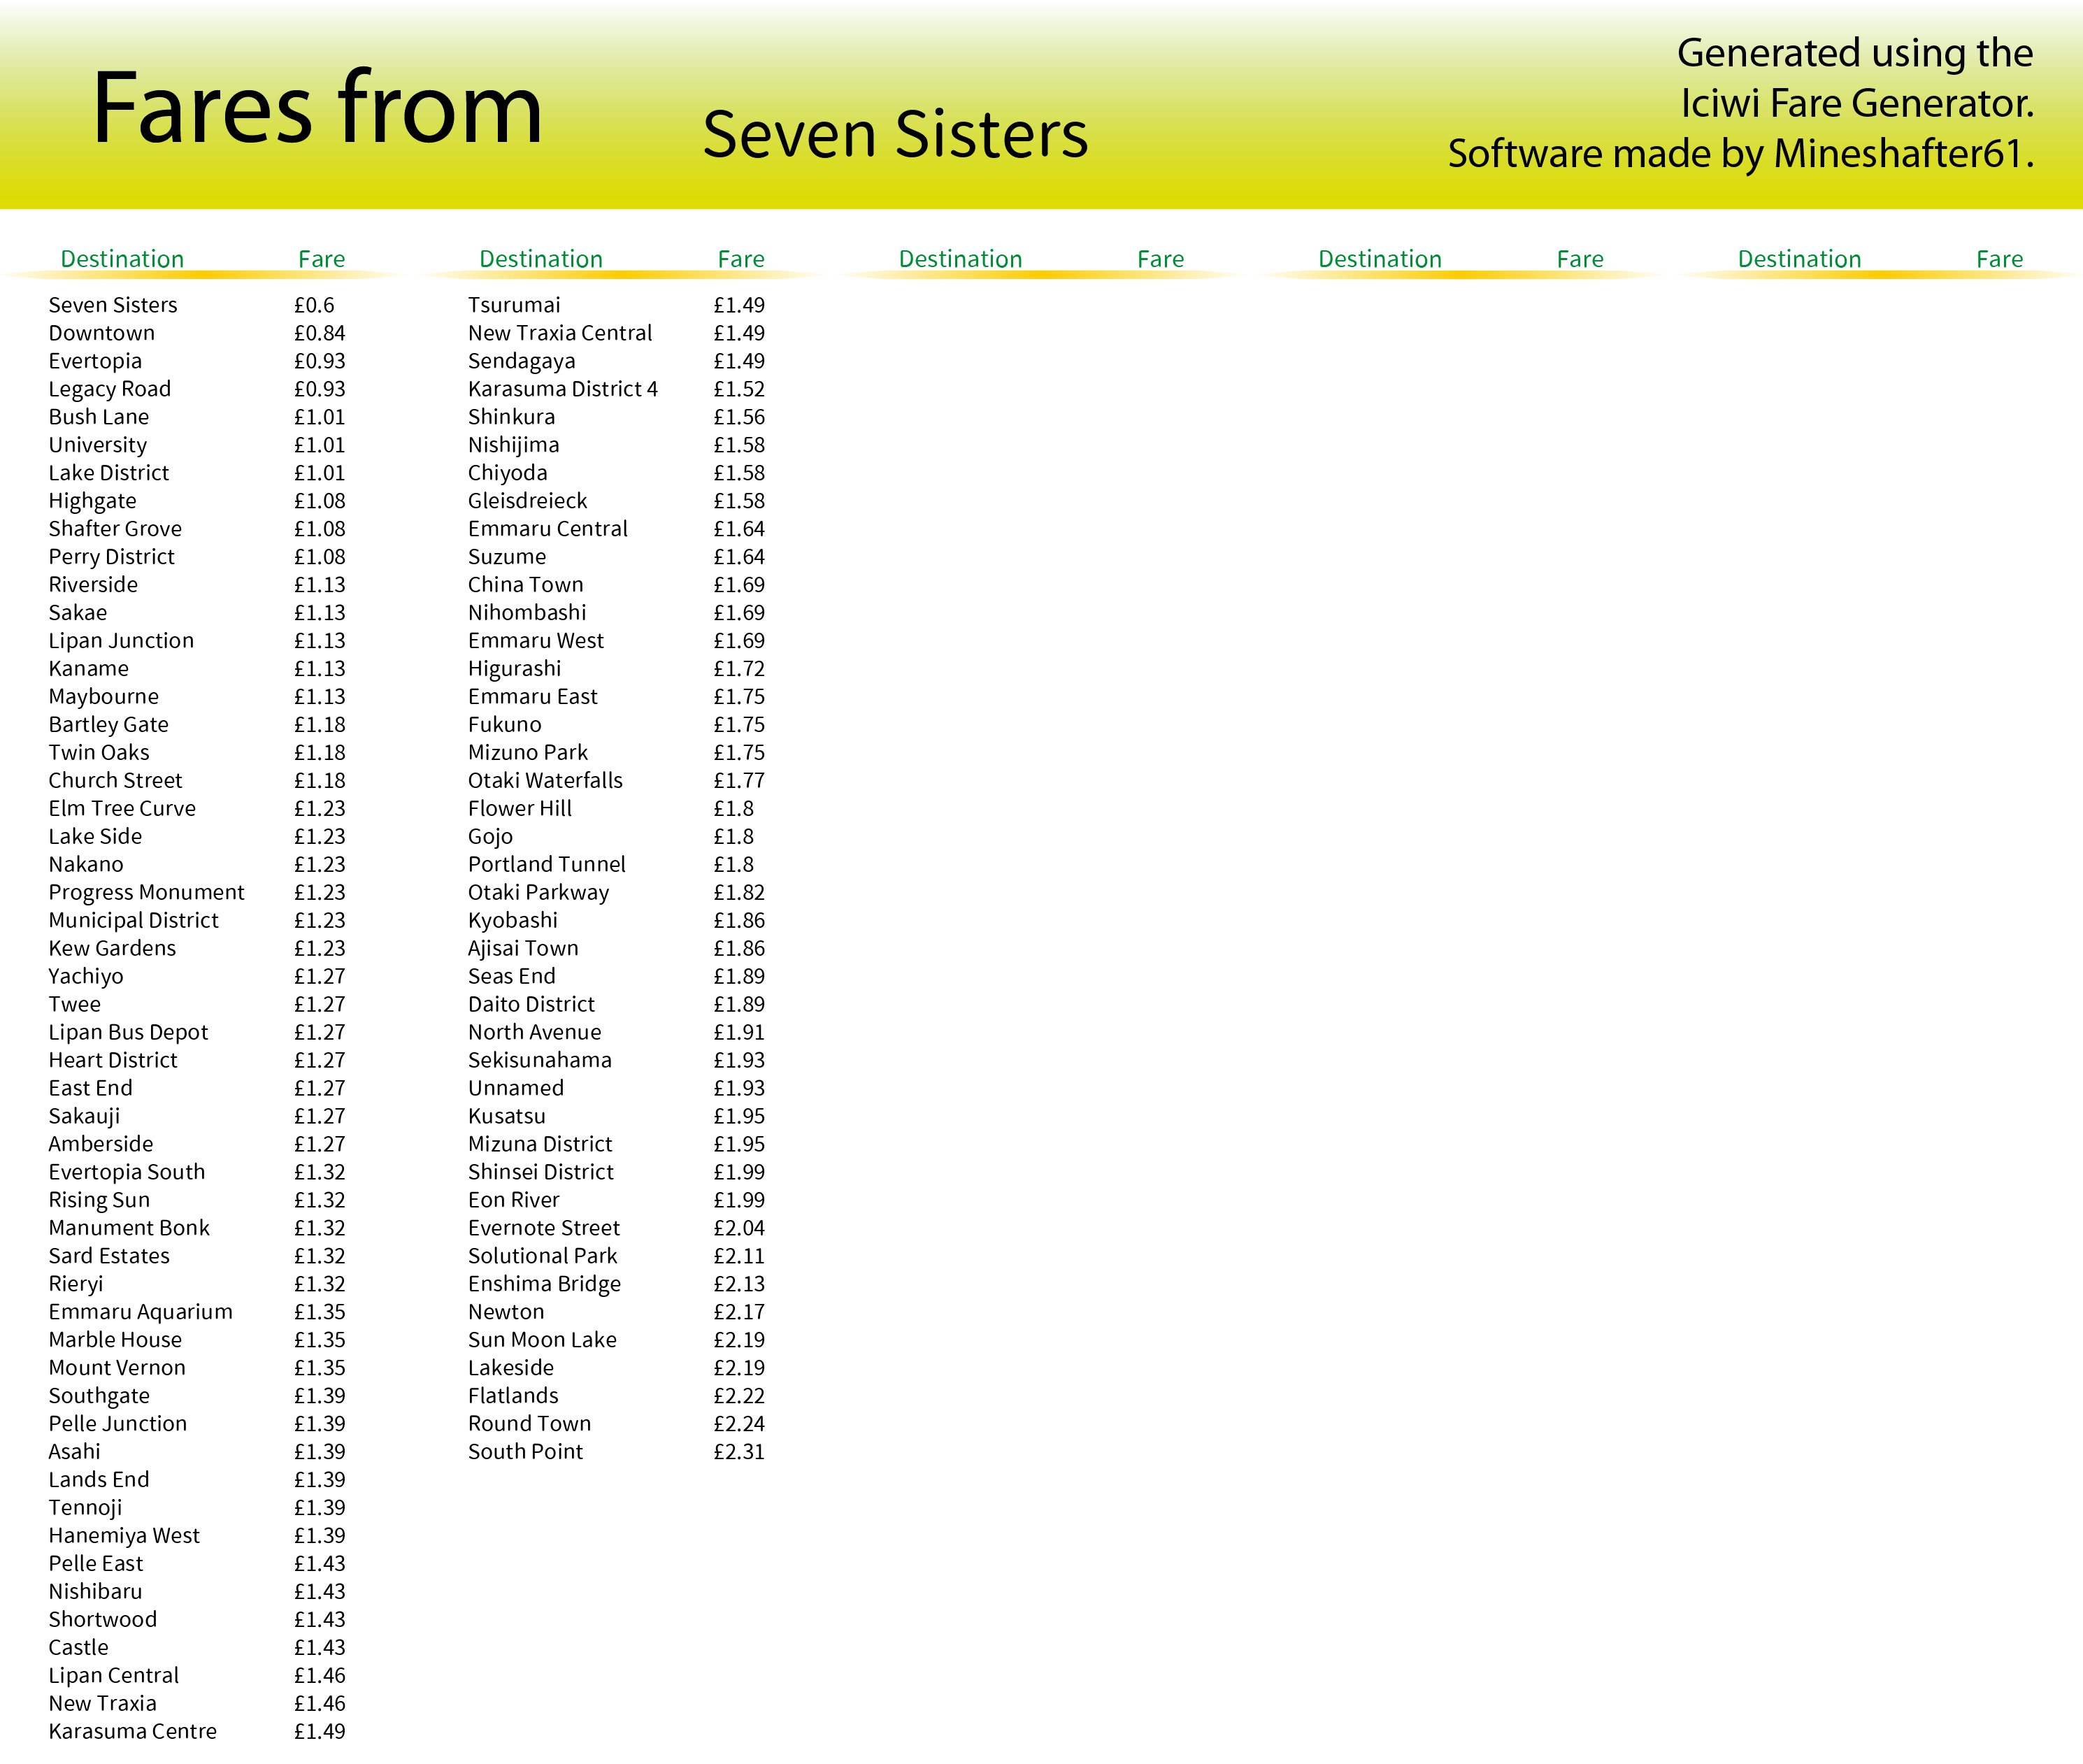 Fares from
Seven Sisters
Generated using the
Iciwi Fare Generator.
Software made by Mineshafter61.
Destination Fare Destination Fare Destination Fare Destination Fare Destination Fare
Seven Sisters £0.6
Downtown £0.84
Evertopia £0.93
Legacy Road £0.93
Bush Lane £1.01
University £1.01
Lake District £1.01
Highgate £1.08
Shafter Grove £1.08
Perry District £1.08
Riverside £1.13
Sakae £1.13
Lipan Junction £1.13
Kaname £1.13
Maybourne £1.13
Bartley Gate £1.18
Twin Oaks £1.18
Church Street £1.18
Elm Tree Curve £1.23
Lake Side £1.23
Nakano £1.23
Progress Monument £1.23
Municipal District £1.23
Kew Gardens £1.23
Yachiyo £1.27
Twee £1.27
Lipan Bus Depot £1.27
Heart District £1.27
East End £1.27
Sakauji £1.27
Amberside £1.27
Evertopia South £1.32
Rising Sun £1.32
Manument Bonk £1.32
Sard Estates £1.32
Rieryi £1.32
Emmaru Aquarium £1.35
Marble House £1.35
Mount Vernon £1.35
Southgate £1.39
Pelle Junction £1.39
Asahi £1.39
Lands End £1.39
Tennoji £1.39
Hanemiya West £1.39
Pelle East £1.43
Nishibaru £1.43
Shortwood £1.43
Castle £1.43
Lipan Central £1.46
New Traxia £1.46
Karasuma Centre £1.49
Tsurumai £1.49
New Traxia Central £1.49
Sendagaya £1.49
Karasuma District 4 £1.52
Shinkura £1.56
Nishijima £1.58
Chiyoda £1.58
Gleisdreieck £1.58
Emmaru Central £1.64
Suzume £1.64
China Town £1.69
Nihombashi £1.69
Emmaru West £1.69
Higurashi £1.72
Emmaru East £1.75
Fukuno £1.75
Mizuno Park £1.75
Otaki Waterfalls £1.77
Flower Hill £1.8
Gojo £1.8
Portland Tunnel £1.8
Otaki Parkway £1.82
Kyobashi £1.86
Ajisai Town £1.86
Seas End £1.89
Daito District £1.89
North Avenue £1.91
Sekisunahama £1.93
Unnamed £1.93
Kusatsu £1.95
Mizuna District £1.95
Shinsei District £1.99
Eon River £1.99
Evernote Street £2.04
Solutional Park £2.11
Enshima Bridge £2.13
Newton £2.17
Sun Moon Lake £2.19
Lakeside £2.19
Flatlands £2.22
Round Town £2.24
South Point £2.31